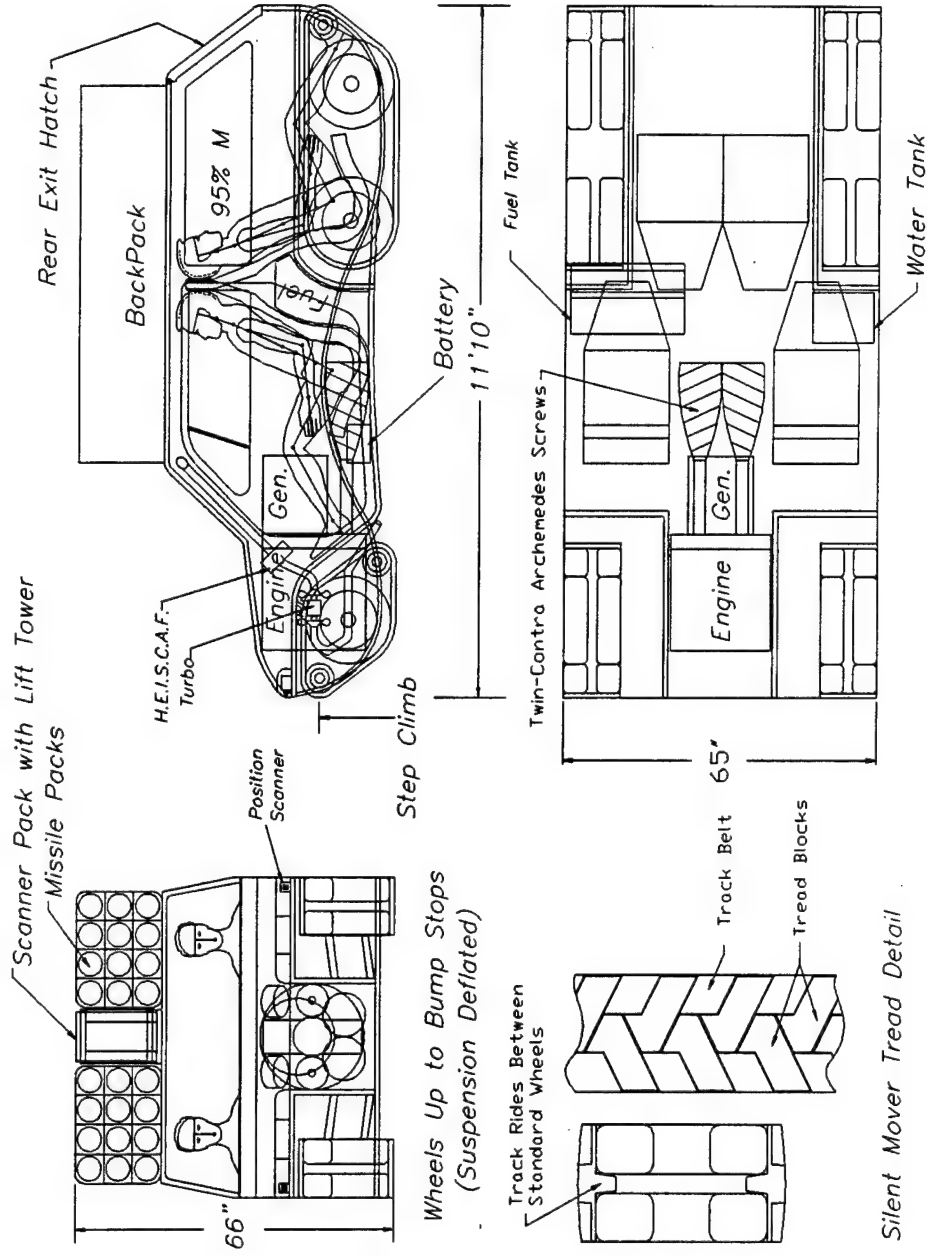 Scanner Pack with Lift Tower
Missile Packs
66"
Position
Scanner
Wheels Up to Bump Stops
(Suspension Deflated)
Rear Exit Hatch
BackPack
95% M
H.E.I.S.C.A.F.
Turbo
Engine
Gen.
Fuel
Battery
Step Climb
11'10"
Track Rides Between
Standard Wheels
Track Belt
Tread Blocks
Silent Mover Tread Detail
Fuel Tank
Twin-Contra Archemedes Screws
Gen.
Engine
65"
Water Tank